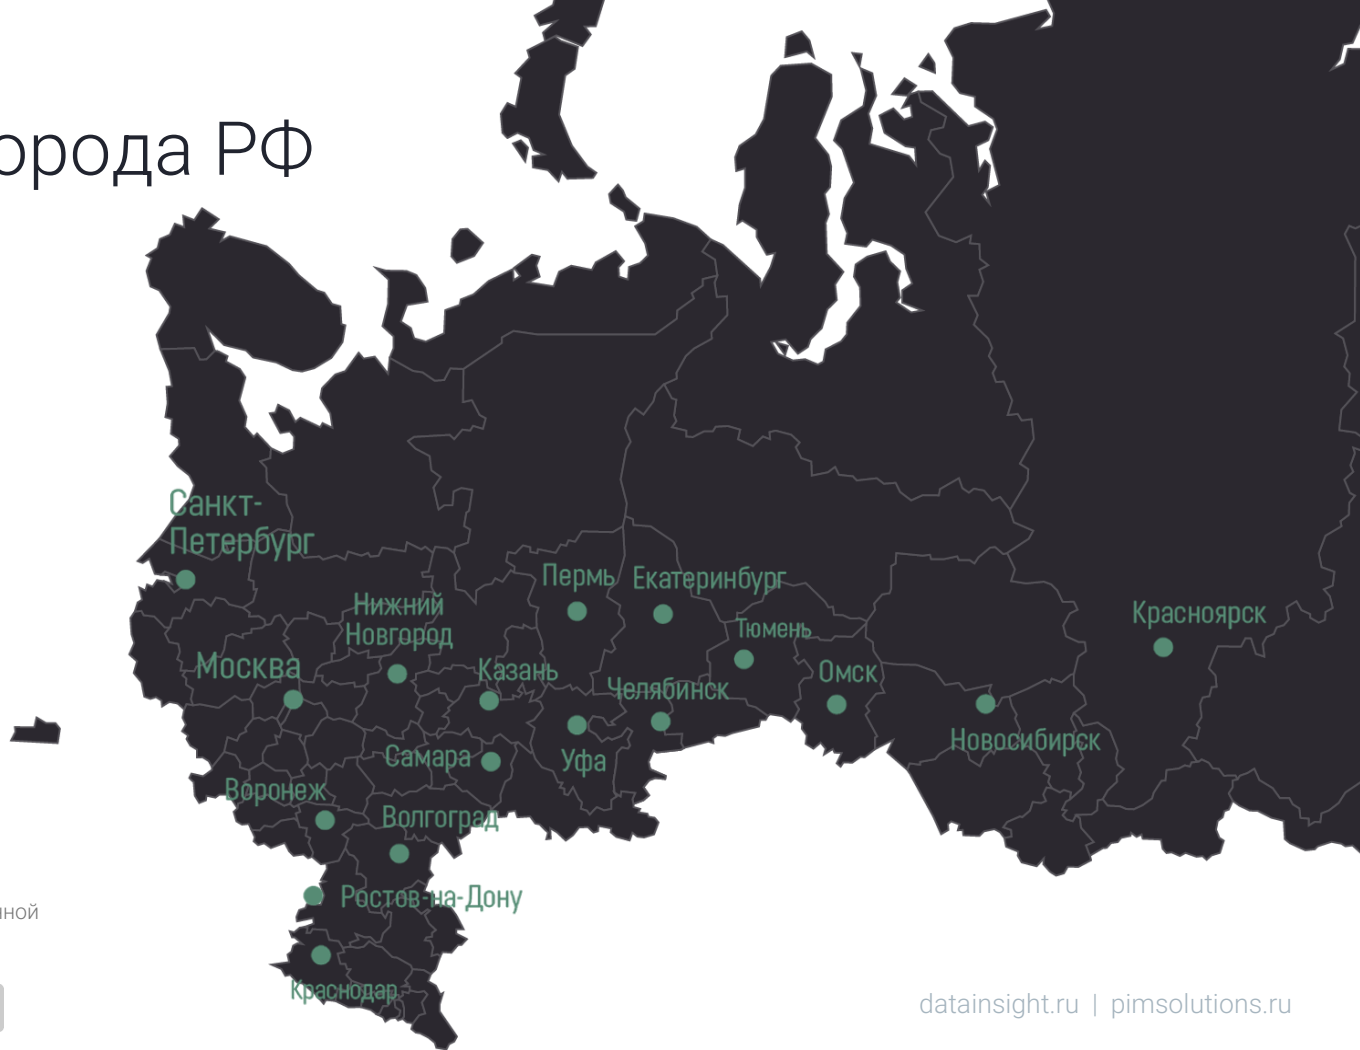 орода РФ
Санкт-
Петербург
Пермь
Екатеринбург
Нижний
Новгород
Тюмень
Красноярск
Москва
Казань
Челябинск
Омск
Новосибирск
Самара
Уфа
Воронеж
Волгоград
Ростов-на-Дону
нной
Краснодар
datainsight.ru | pimsolutions.ru